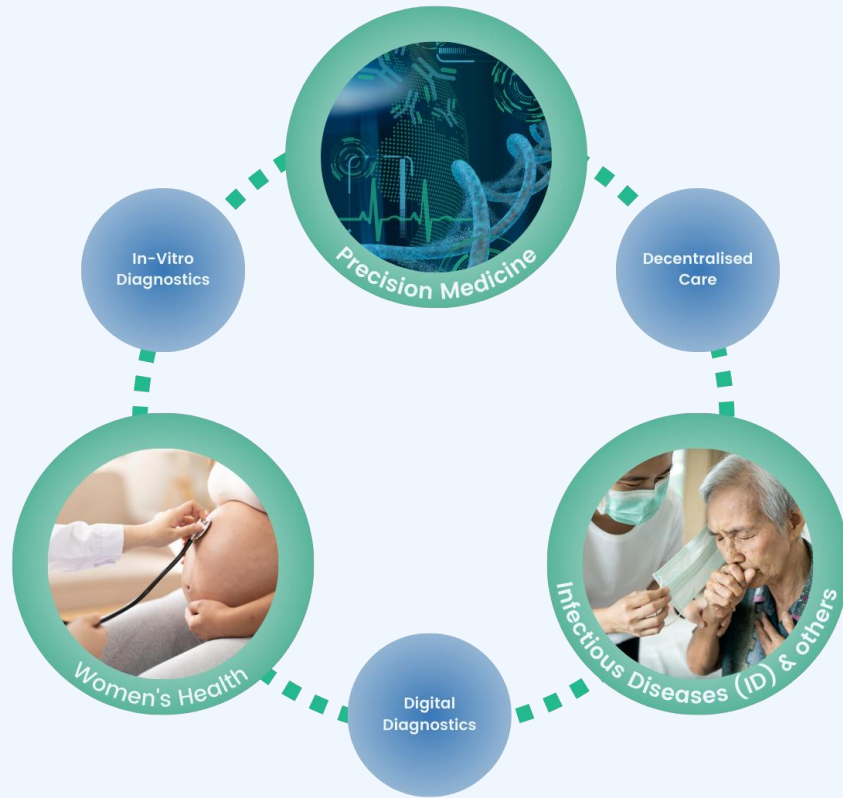 Precision Medicine
In-Vitro
Diagnostics
Decentralised
Care
Women's Health
Infectious Diseases (ID) & others
Digital
Diagnostics